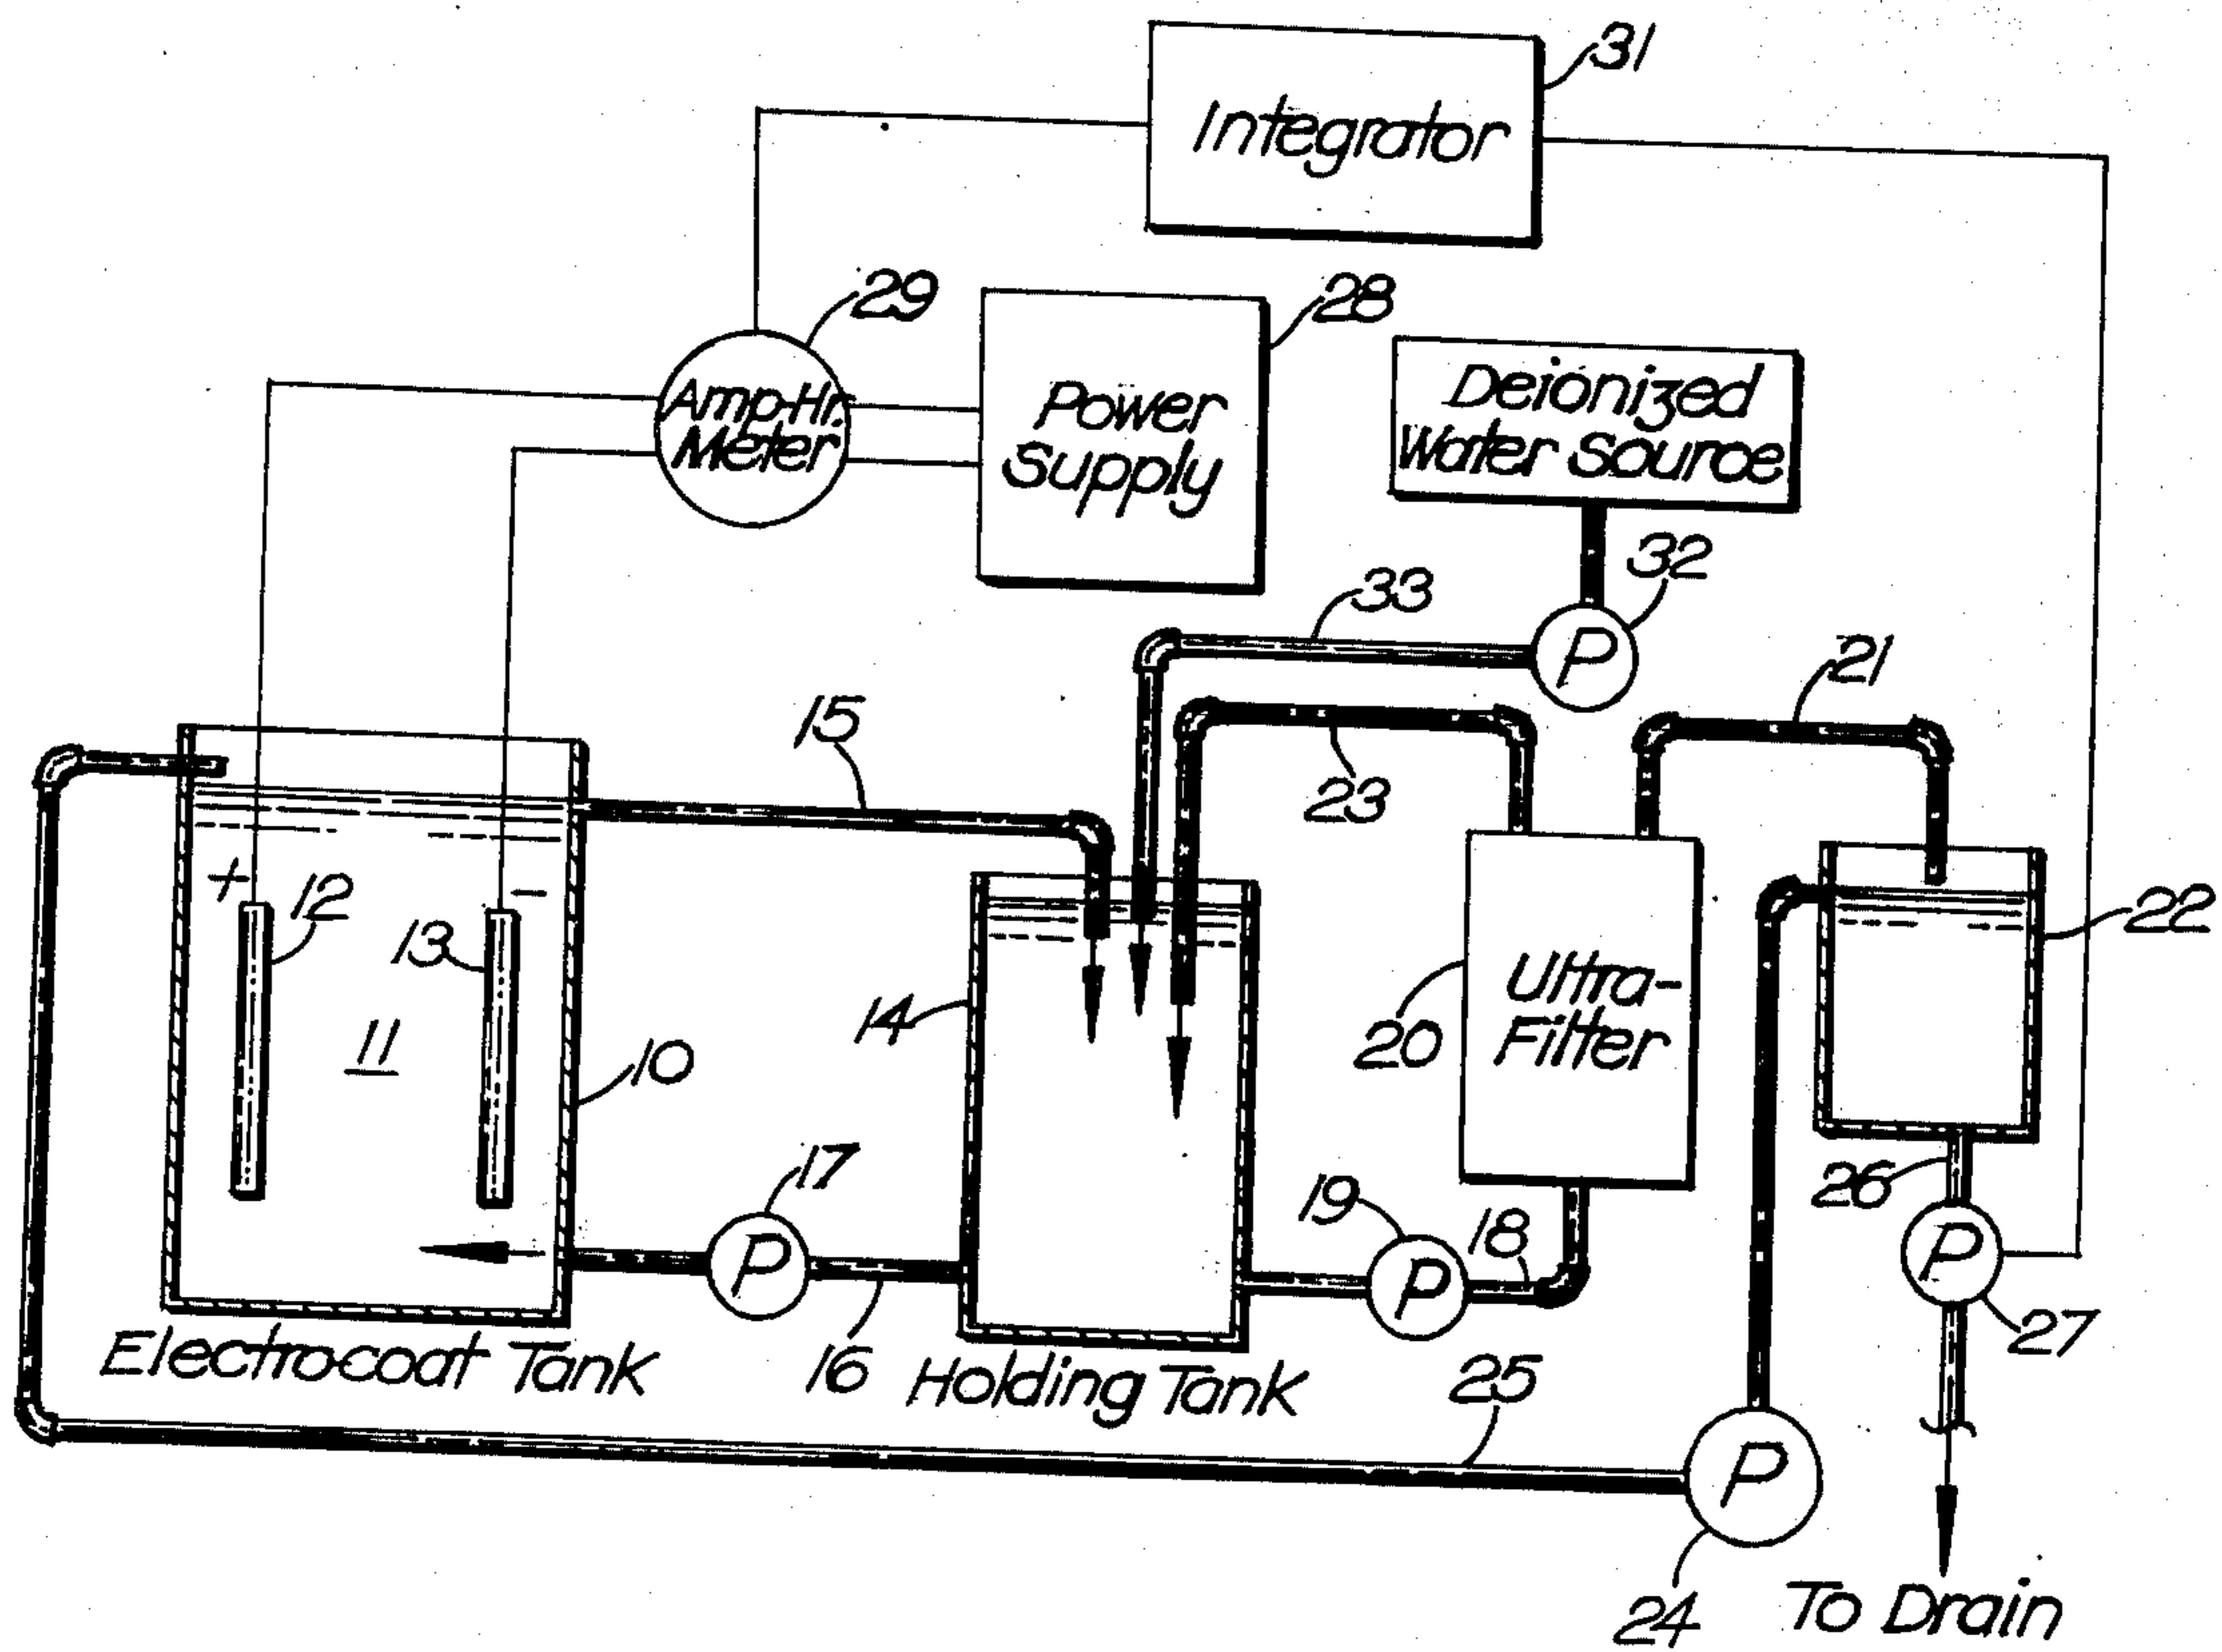 31
Integrator
29
28
Amp-Hr.
Meter
Power
Supply
Deionized
Water Source
32
33
P
21
15
23
+
12
-
13
22
14
11
20
Ultra-
Filter
10
17
19
18
26
P
P
P
27
Electrocoat Tank
16
Holding Tank
25
P
24
To Drain